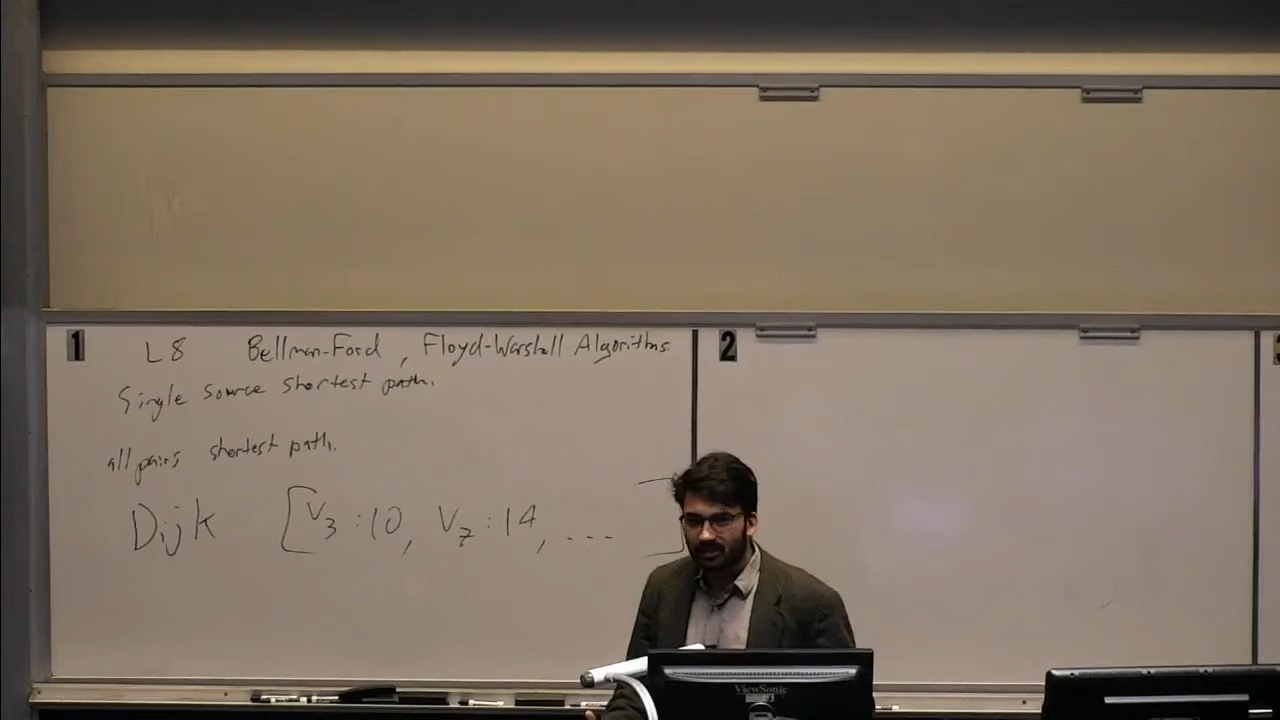 1
L8 Bellman-Ford, Floyd-Warshall Algorithms.
Single source shortest path.
all pairs shortest path.
Dijk [V3:10, V7:14, ... ]
2
ViewSonic